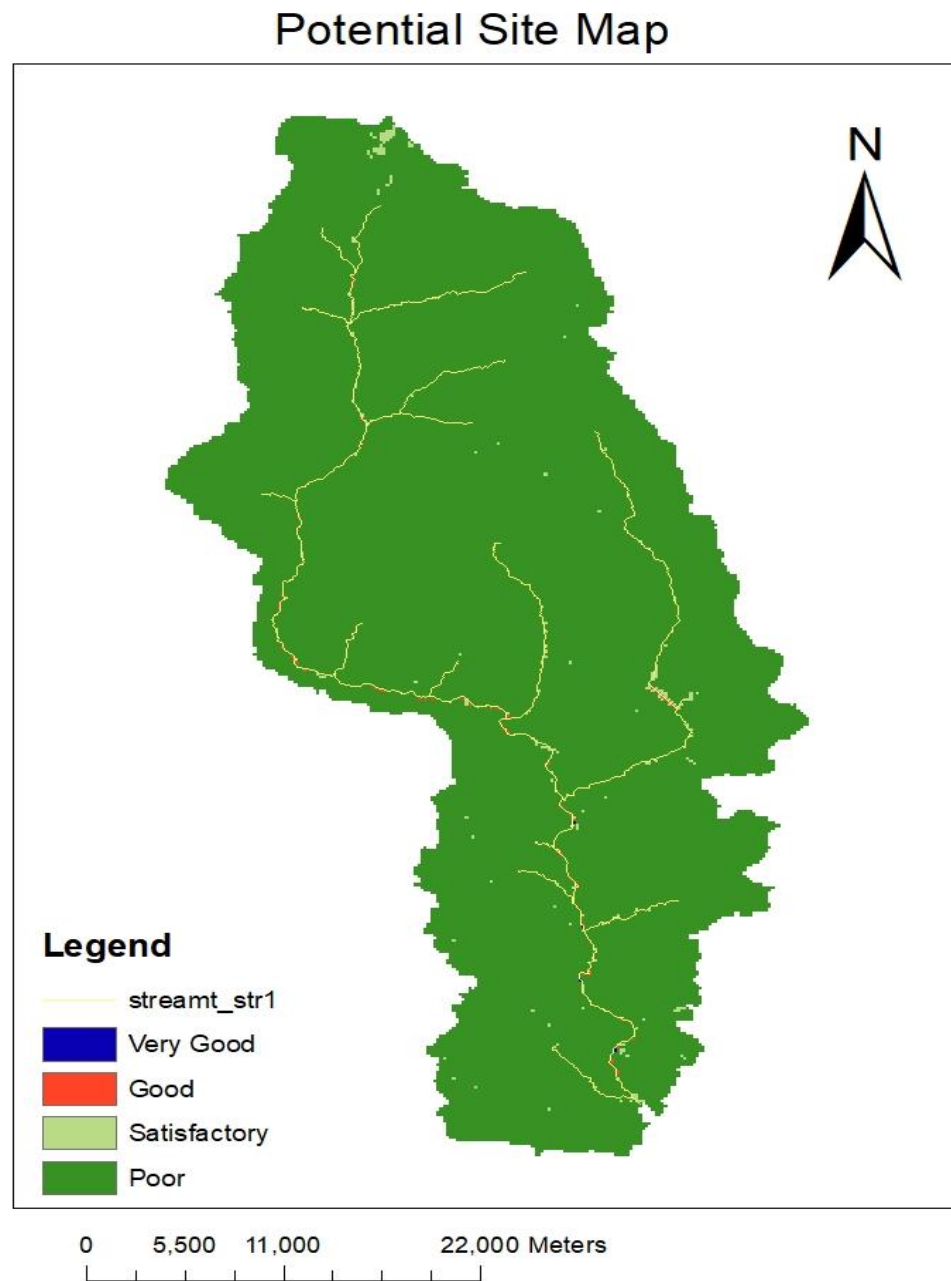 Potential Site Map
N
Legend
streamt_str1
Very Good
Good
Satisfactory
Poor
0 5,500 11,000 22,000 Meters